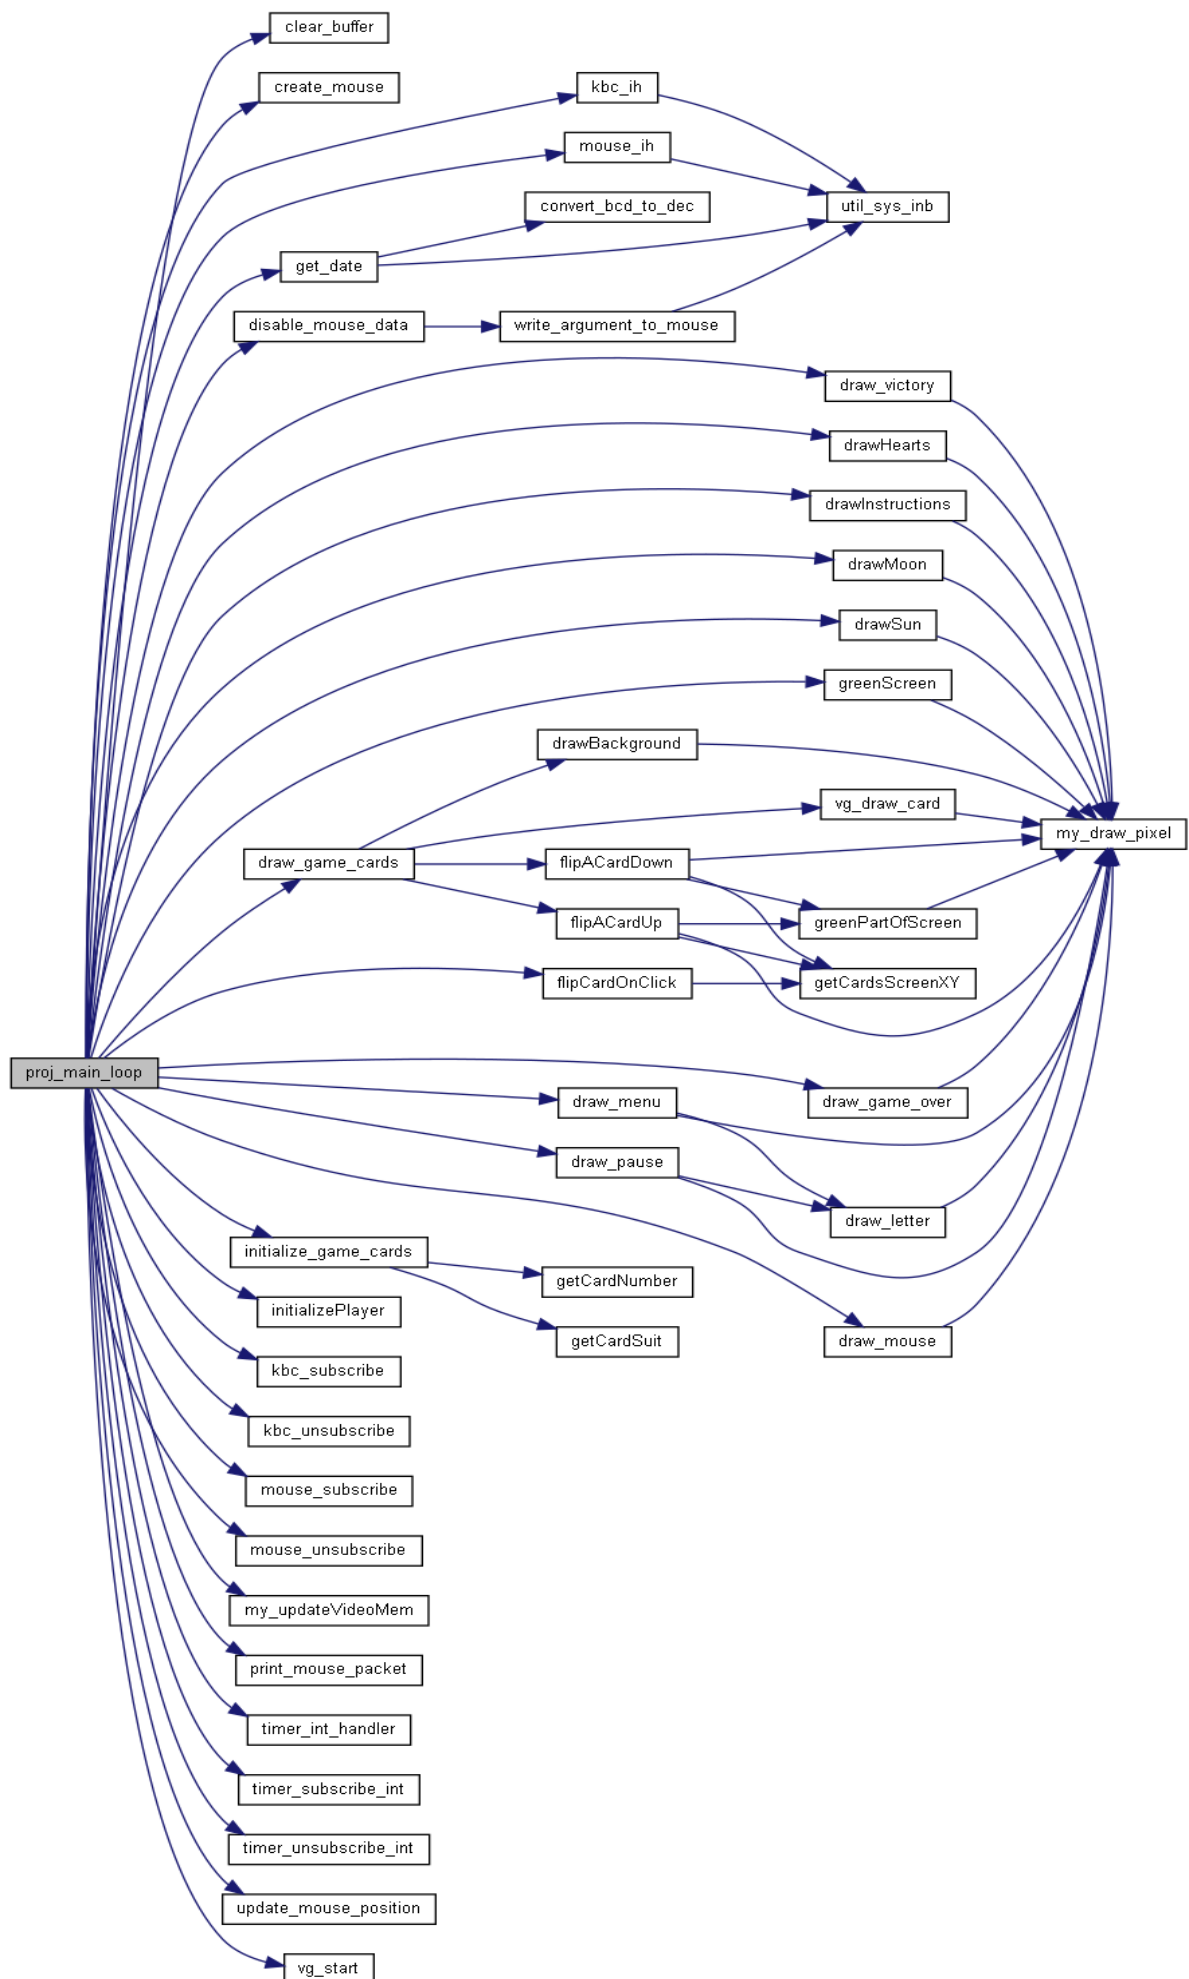 clear_buffer
create_mouse
kbc_ih
mouse_ih
convert_bcd_to_dec
util_sys_inb
get_date
disable_mouse_data
write_argument_to_mouse
draw_victory
drawHearts
drawInstructions
drawMoon
drawSun
greenScreen
drawBackground
vg_draw_card
my_draw_pixel
draw_game_cards
flipACardDown
flipACardUp
greenPartOfScreen
flipCardOnClick
getCardsScreenXY
proj_main_loop
draw_menu
draw_game_over
draw_pause
draw_letter
initialize_game_cards
getCardNumber
initializePlayer
getCardSuit
draw_mouse
kbc_subscribe
kbc_unsubscribe
mouse_subscribe
mouse_unsubscribe
my_updateVideoMem
print_mouse_packet
timer_int_handler
timer_subscribe_int
timer_unsubscribe_int
update_mouse_position
vg_start